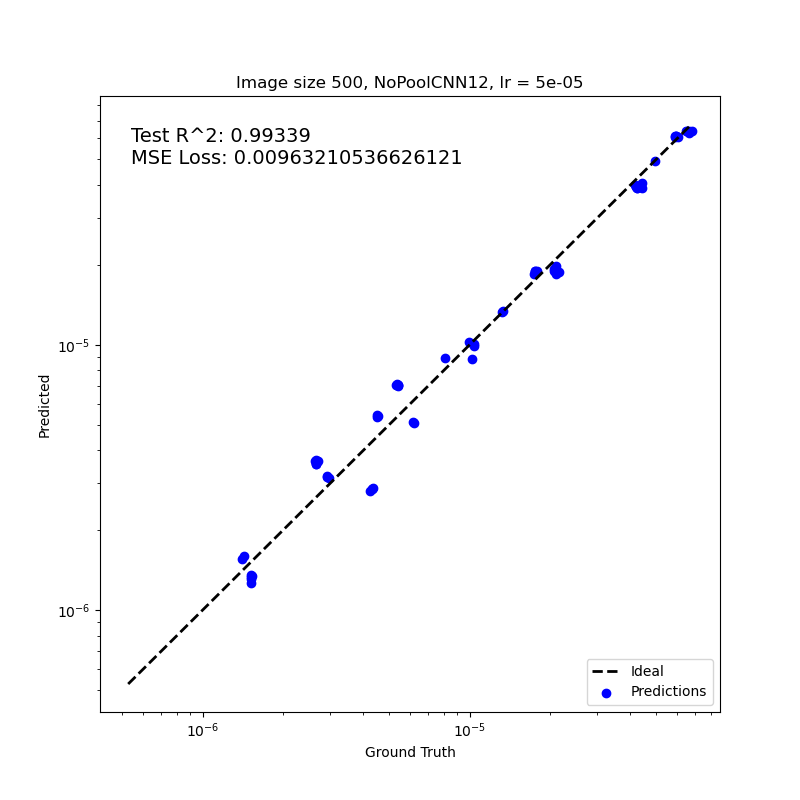 Image size 500, NoPoolCNN12, lr = 5e-05
Test R^2: 0.99339
MSE Loss: 0.00963210536626121
Predicted
10⁻⁵
10⁻⁶
Ideal
Predictions
10⁻⁶
10⁻⁵
Ground Truth